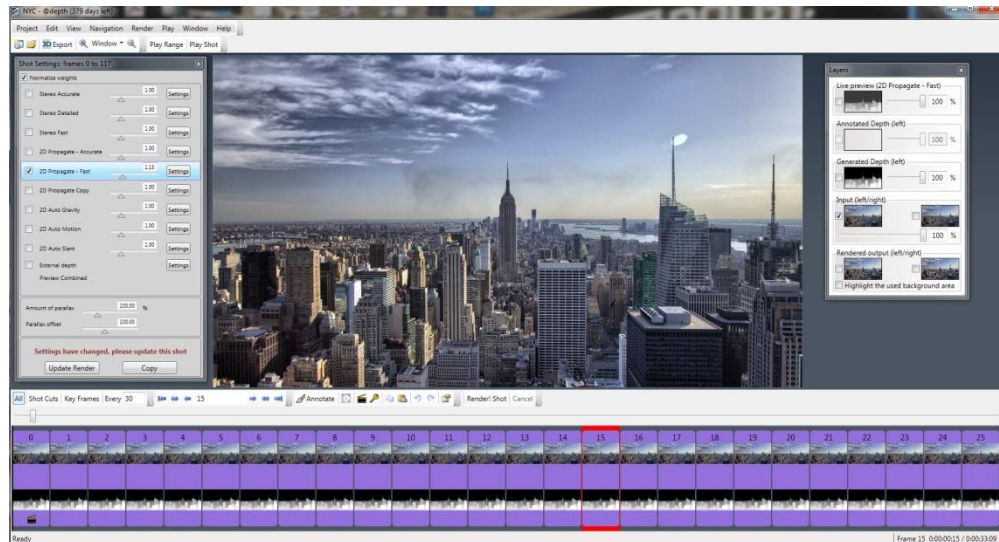 NYC - @depth (379 days left)
Project Edit View Navigation Render Play Window Help
3D Export Window Play Range Play Shot
Shot Settings: frames 0 to 117
Normalize weights
Stereo Accurate 1.00 Settings
Stereo Detailed 1.00 Settings
Stereo Fast 1.00 Settings
2D Propagate - Accurate 1.00 Settings
2D Propagate - Fast 1.18 Settings
2D Propagate Copy 1.00 Settings
2D Auto Gravity 1.00 Settings
2D Auto Motion 1.00 Settings
2D Auto Slant 1.00 Settings
External depth Settings
Preview Combined
Amount of parallax 100.00 %
Parallax offset 100.00
Settings have changed, please update this shot
Update Render Copy
Layers
Live preview (2D Propagate - Fast)
100 %
Annotated Depth (left)
100 %
Generated Depth (left)
100 %
Input (left/right)
100 %
Rendered output (left/right)
Highlight the used background area
All Shot Cuts Key Frames Every 30 15 Annotate Render! Shot Cancel
0 1 2 3 4 5 6 7 8 9 10 11 12 13 14 15 16 17 18 19 20 21 22 23 24 25
Ready Frame 15 0:00:00:15 / 0:00:33:09